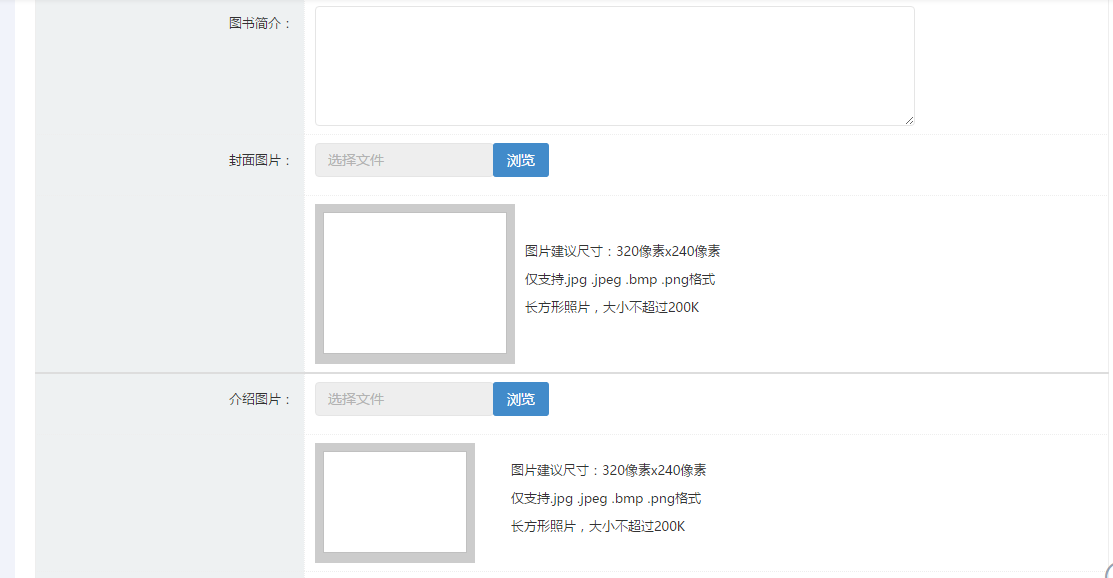 图书简介：
封面图片：
选择文件 浏览
图片建议尺寸：320像素x240像素
仅支持.jpg .jpeg .bmp .png格式
长方形照片，大小不超过200K
介绍图片：
选择文件 浏览
图片建议尺寸：320像素x240像素
仅支持.jpg .jpeg .bmp .png格式
长方形照片，大小不超过200K